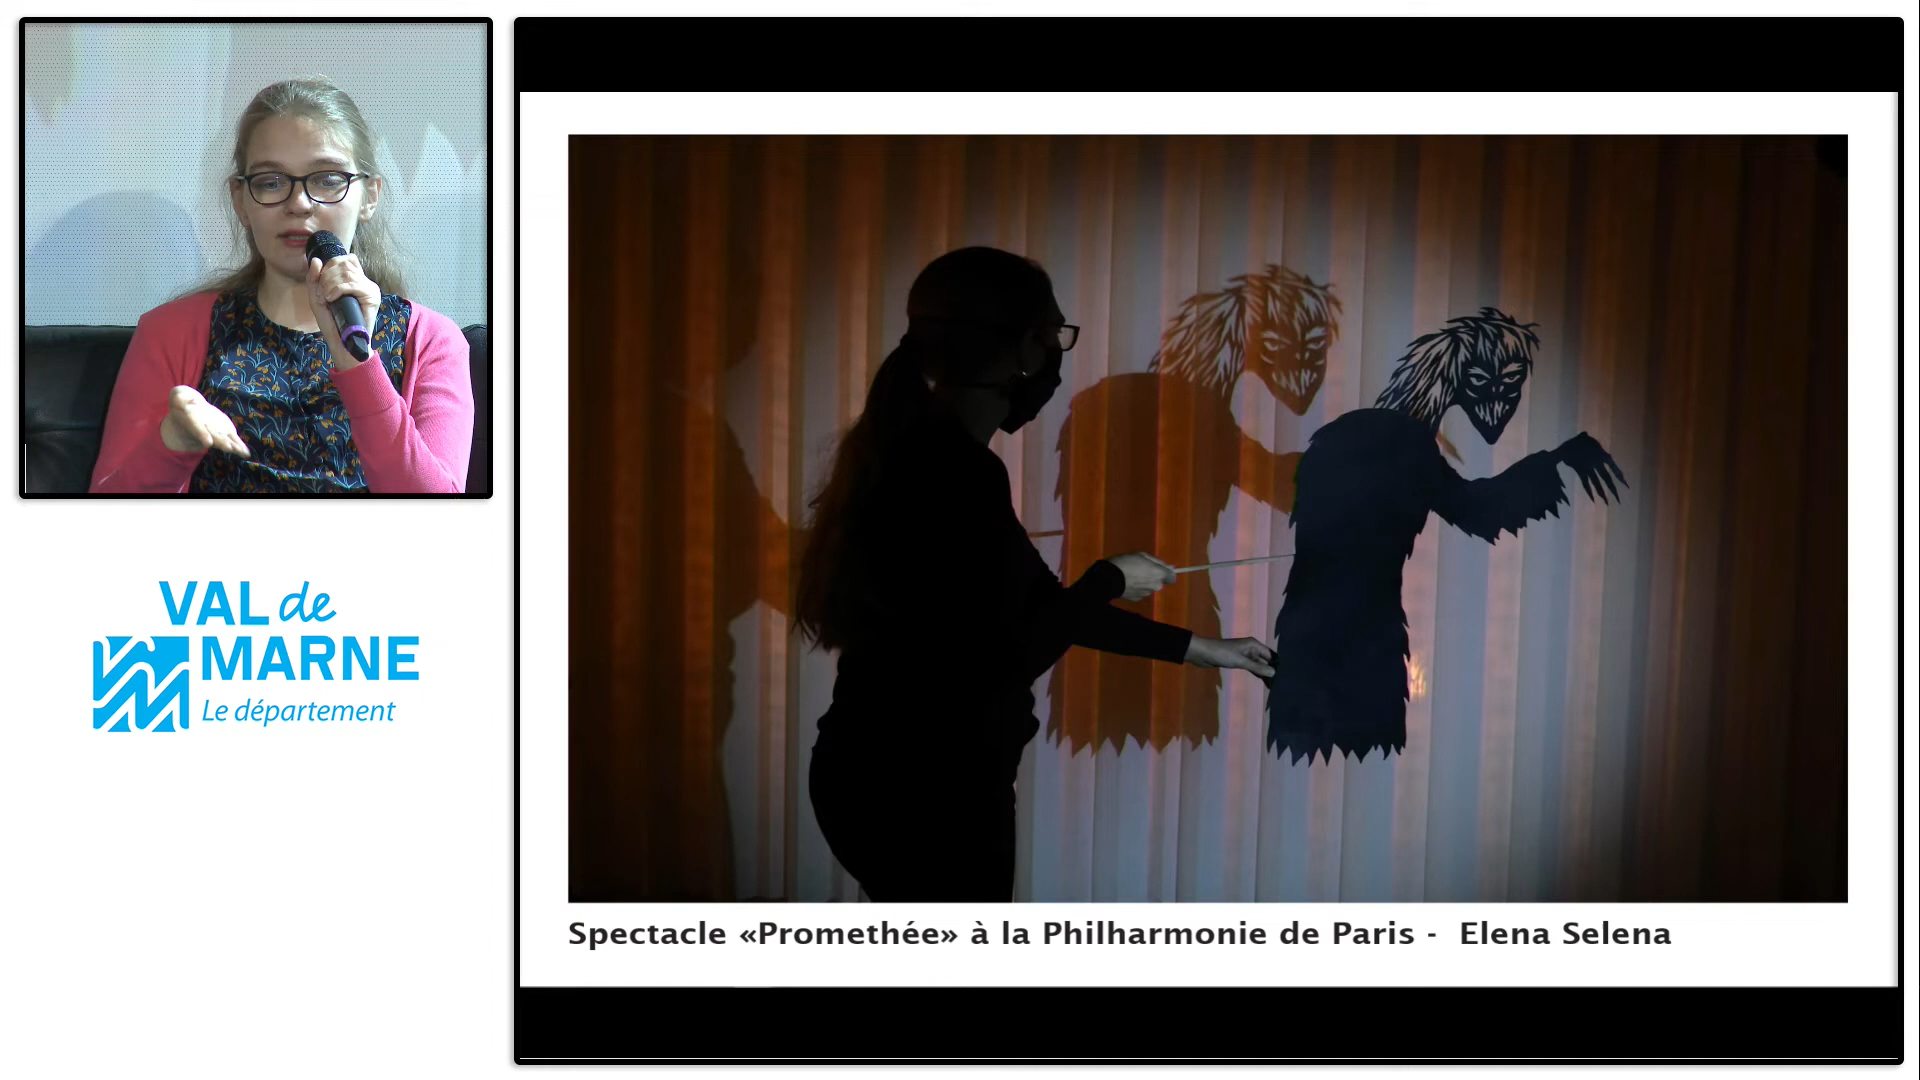 VAL de
MARNE
Le département
Spectacle «Promethée» à la Philharmonie de Paris - Elena Selena